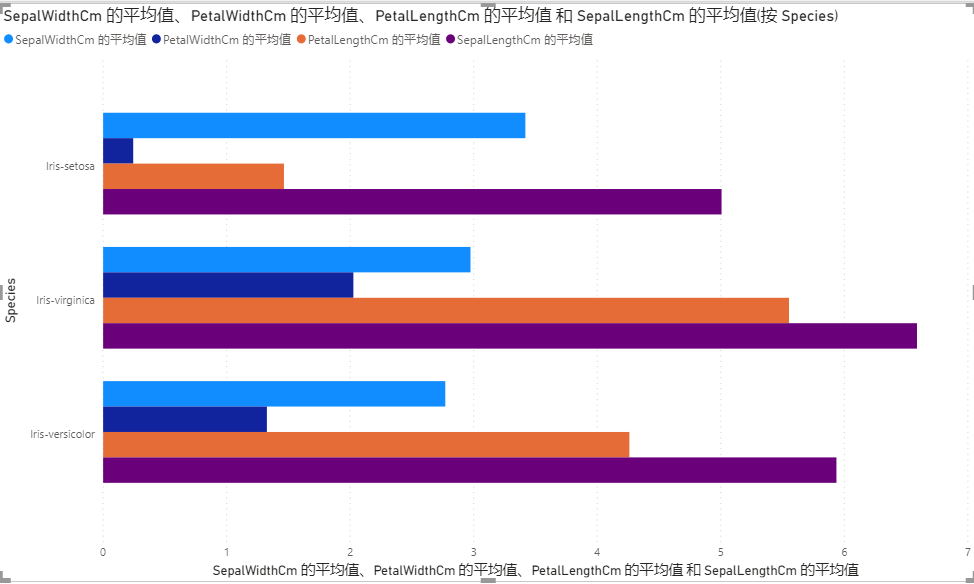 SepalWidthCm 的平均值、PetalWidthCm 的平均值、PetalLengthCm 的平均值 和 SepalLengthCm 的平均值(按 Species)
SepalWidthCm 的平均值 PetalWidthCm 的平均值 PetalLengthCm 的平均值 SepalLengthCm 的平均值
Species
Iris-setosa
Iris-virginica
Iris-versicolor
0 1 2 3 4 5 6 7
SepalWidthCm 的平均值、PetalWidthCm 的平均值、PetalLengthCm 的平均值 和 SepalLengthCm 的平均值